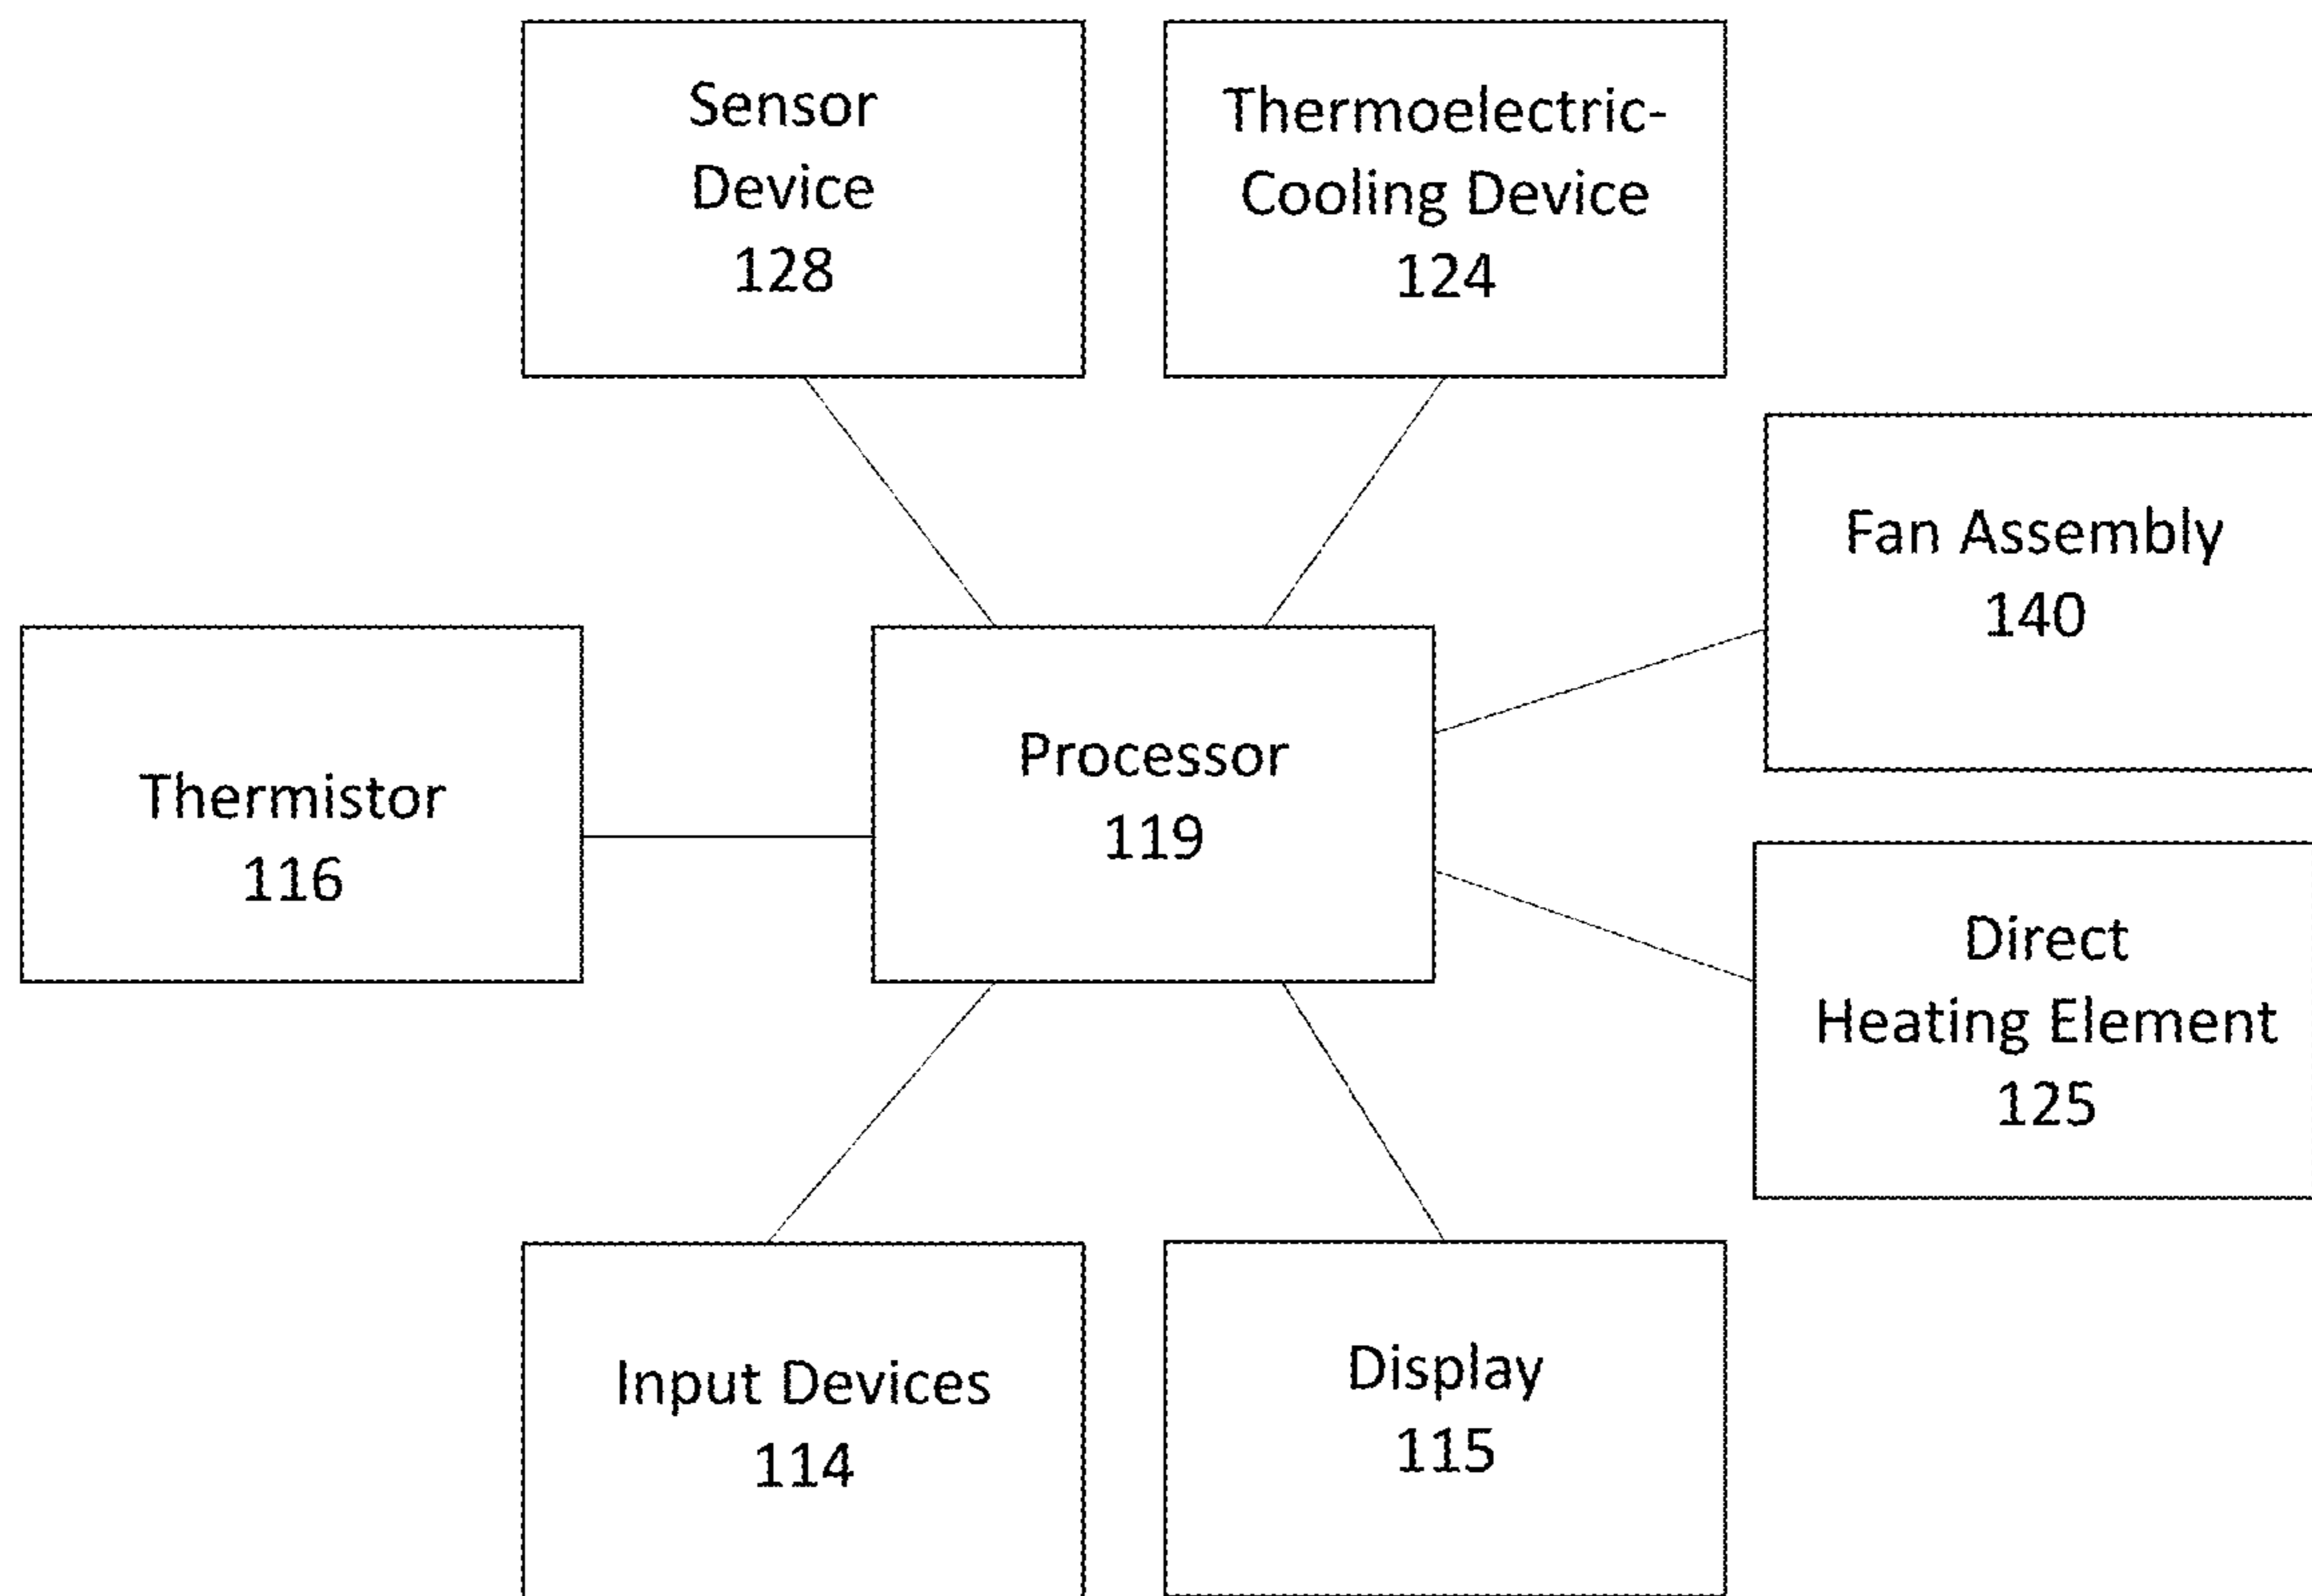 Sensor
Device
128
Thermoelectric-
Cooling Device
124
Fan Assembly
140
Thermistor
116
Processor
119
Direct
Heating Element
125
Input Devices
114
Display
115